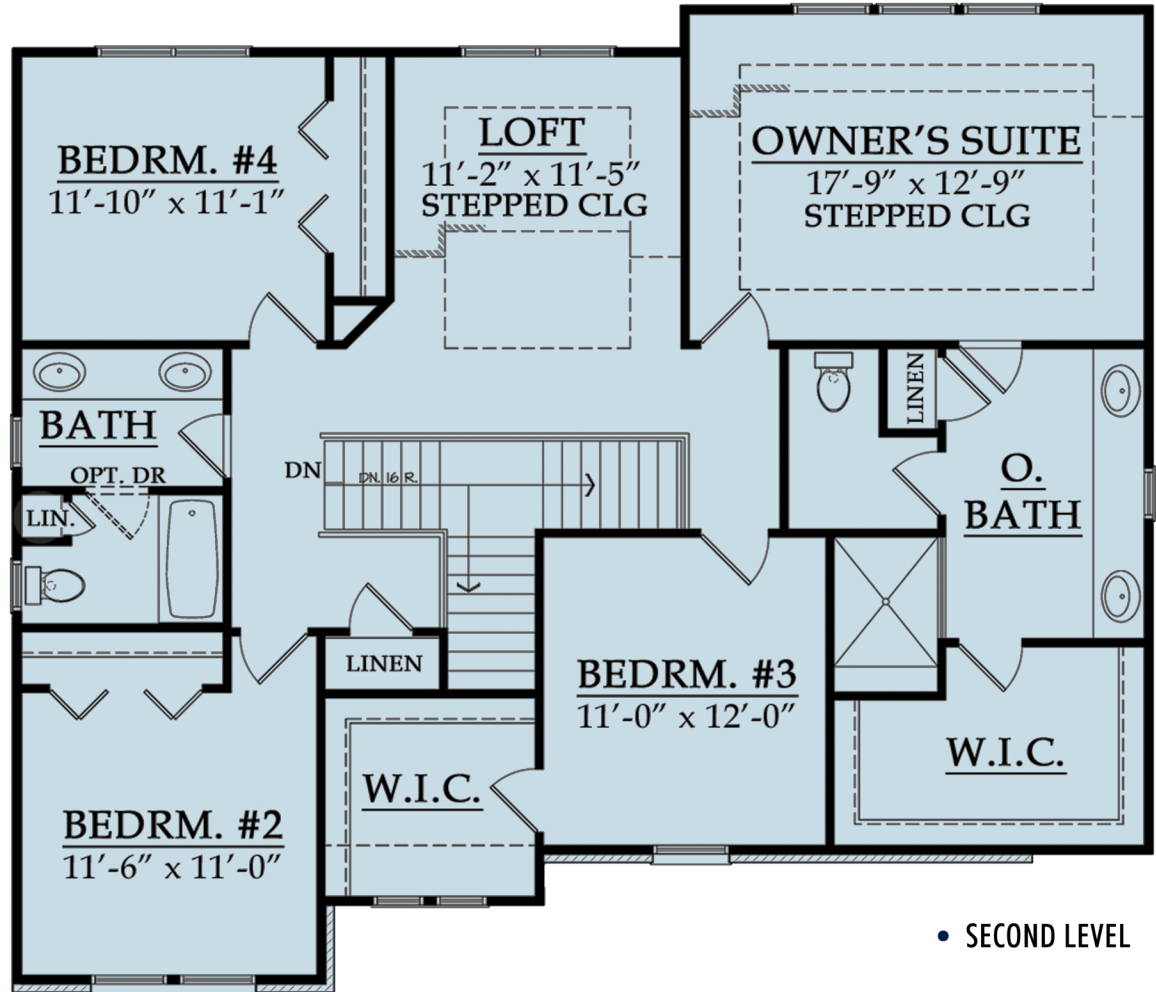 BEDRM. #4
11'-10" x 11'-1"
LOFT
11'-2" x 11'-5"
STEPPED CLG
OWNER'S SUITE
17'-9" x 12'-9"
STEPPED CLG
BATH
OPT. DR
LIN.
DN
DN. 16 R.
LINEN
O.
BATH
LINEN
BEDRM. #3
11'-0" x 12'-0"
W.I.C.
W.I.C.
BEDRM. #2
11'-6" x 11'-0"
• SECOND LEVEL